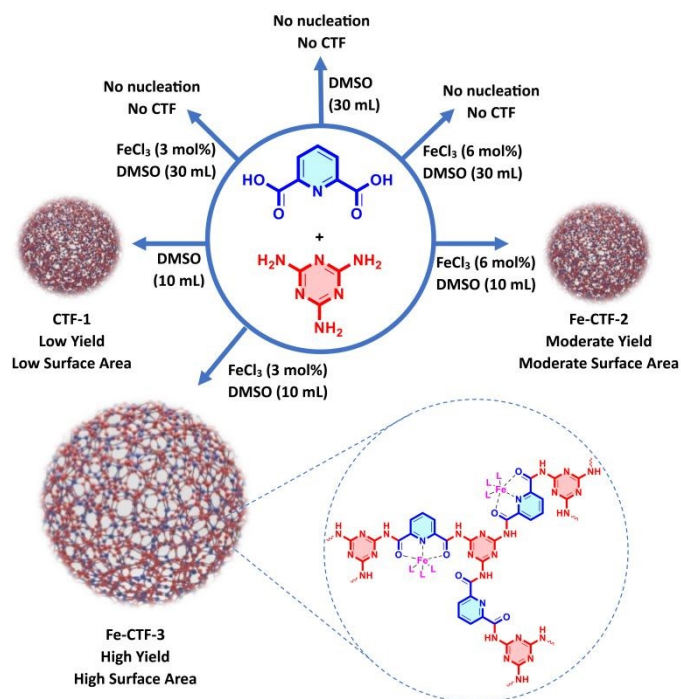 No nucleation
No CTF
DMSO
(30 mL)
No nucleation
No CTF
FeCl₃ (3 mol%)
DMSO (30 mL)
No nucleation
No CTF
FeCl₃ (6 mol%)
DMSO (30 mL)
HO
OH
O
N
O
+
H₂N
N
NH₂
N
N
NH₂
DMSO
(10 mL)
CTF-1
Low Yield
Low Surface Area
FeCl₃ (6 mol%)
DMSO (10 mL)
Fe-CTF-2
Moderate Yield
Moderate Surface Area
FeCl₃ (3 mol%)
DMSO (10 mL)
Fe-CTF-3
High Yield
High Surface Area